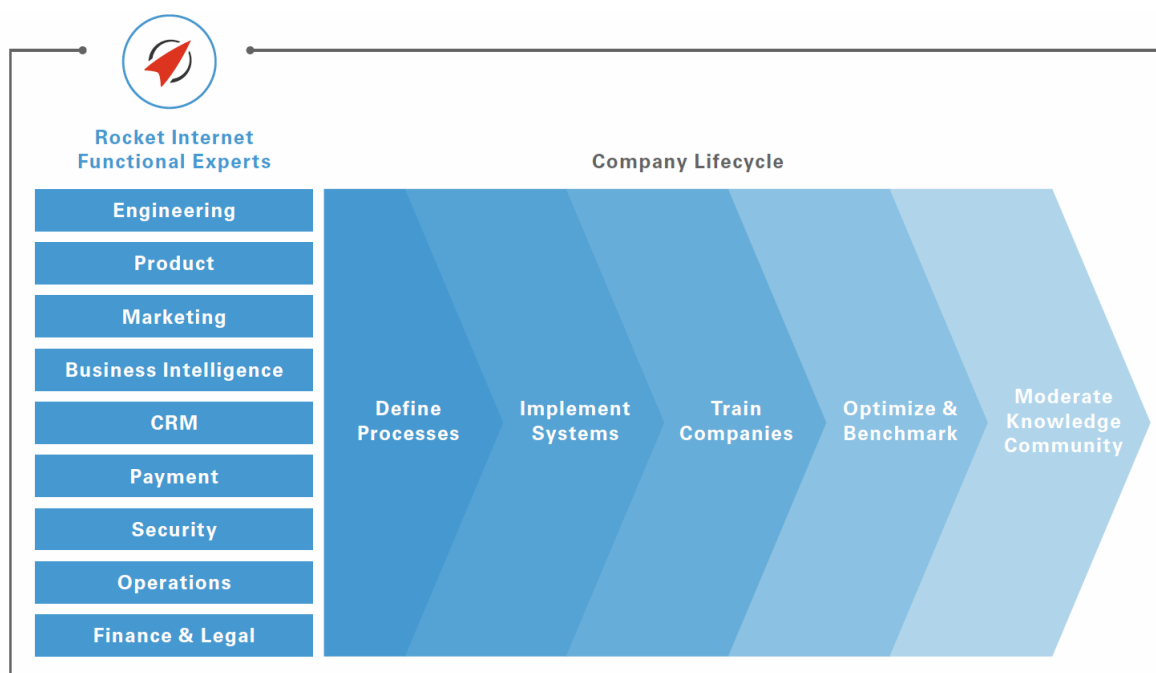 Rocket Internet
Functional Experts
Company Lifecycle
Engineering
Product
Marketing
Business Intelligence
CRM
Payment
Security
Operations
Finance & Legal
Define
Processes
Implement
Systems
Train
Companies
Optimize &
Benchmark
Moderate
Knowledge
Community